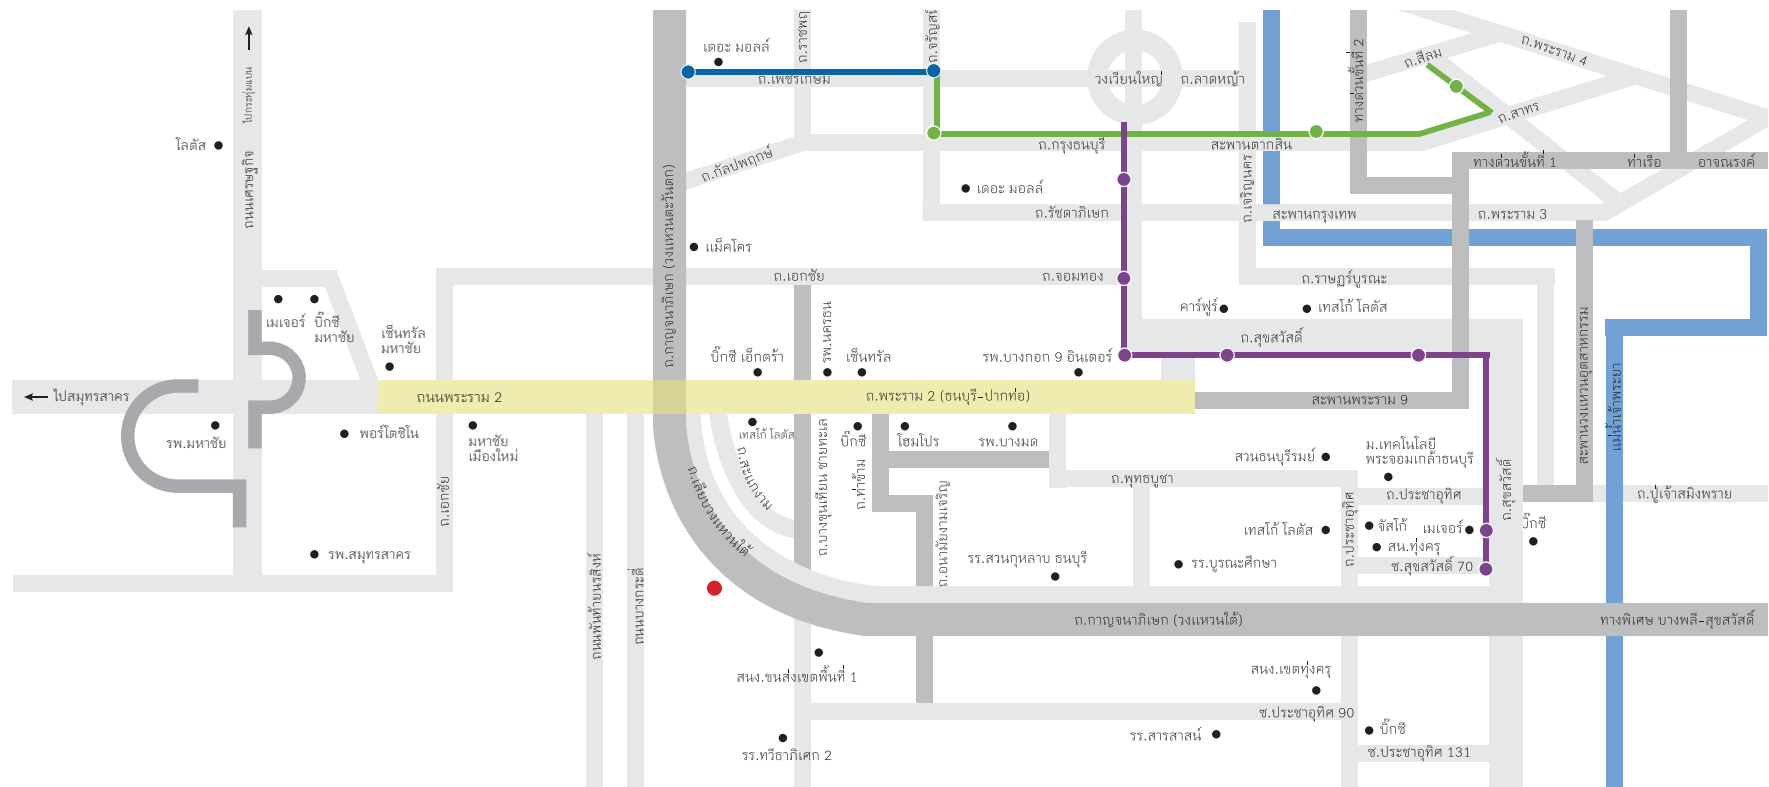 ไปกระทุ่มแบน
ถนนเศรษฐกิจ
โลตัส
เดอะ มอลล์
ถ.ราชพฤ
ถ.จรัญสนิ
ถ.เพชรเกษม
วงเวียนใหญ่
ถ.ลาดหญ้า
ทางด่วนขั้นที่ 2
ถ.สีลม
ถ.พระราม 4
ถ.สาทร
ถ.กัลปพฤกษ์
ถ.กรุงธนบุรี
สะพานตากสิน
ทางด่วนขั้นที่ 1
ท่าเรือ
อาจณรงค์
เดอะ มอลล์
ถ.เจริญนคร
ถ.รัชดาภิเษก
สะพานกรุงเทพ
ถ.พระราม 3
แม็คโคร
ถ.กาญจนาภิเษก (วงแหวนตะวันตก)
ถ.เอกชัย
ถ.จอมทอง
ถ.ราษฏร์บูรณะ
เมเจอร์
บิ๊กซี
มหาชัย
เซ็นทรัล
มหาชัย
คาร์ฟูร์
เทสโก้ โลตัส
ถ.สุขสวัสดิ์
บิ๊กซี เอ็กตร้า
รพ.นครธน
เซ็นทรัล
รพ.บางกอก 9 อินเตอร์
สะพานวงแหวนอุตสาหกรรม
แม่น้ำเจ้าพระยา
ไปสมุทรสาคร
ถนนพระราม 2
ถ.พระราม 2 (ธนบุรี-ปากท่อ)
สะพานพระราม 9
รพ.มหาชัย
พอร์โตชิโน
มหาชัย
เมืองใหม่
เทสโก้ โลตัส
บิ๊กซี
โฮมโปร
รพ.บางมด
สวนธนบุรีรมย์
ม.เทคโนโลยี
พระจอมเกล้าธนบุรี
ถ.เอกชัย
ถ.เลียบวงแหวนใต้
ถ.สะแกงาม
ถ.บางขุนเทียน ชายทะเล
ถ.ท่าข้าม
ถ.อนามัยงามเจริญ
ถ.พุทธบูชา
ถ.ประชาอุทิศ
ถ.ประชาอุทิศ
ถ.สุขสวัสดิ์
ถ.ปู่เจ้าสมิงพราย
เทสโก้ โลตัส
จัสโก้
เมเจอร์
บิ๊กซี
สน.ทุ่งครุ
ซ.สุขสวัสดิ์ 70
รพ.สมุทรสาคร
ถนนพันท้ายนรสิงห์
ถนนบางกระดี่
รร.สวนกุหลาบ ธนบุรี
รร.บูรณะศึกษา
ถ.กาญจนาภิเษก (วงแหวนใต้)
ทางพิเศษ บางพลี-สุขสวัสดิ์
สนง.ขนส่งเขตพื้นที่ 1
สนง.เขตทุ่งครุ
ซ.ประชาอุทิศ 90
รร.ทวีธาภิเศก 2
รร.สารสาสน์
บิ๊กซี
ซ.ประชาอุทิศ 131